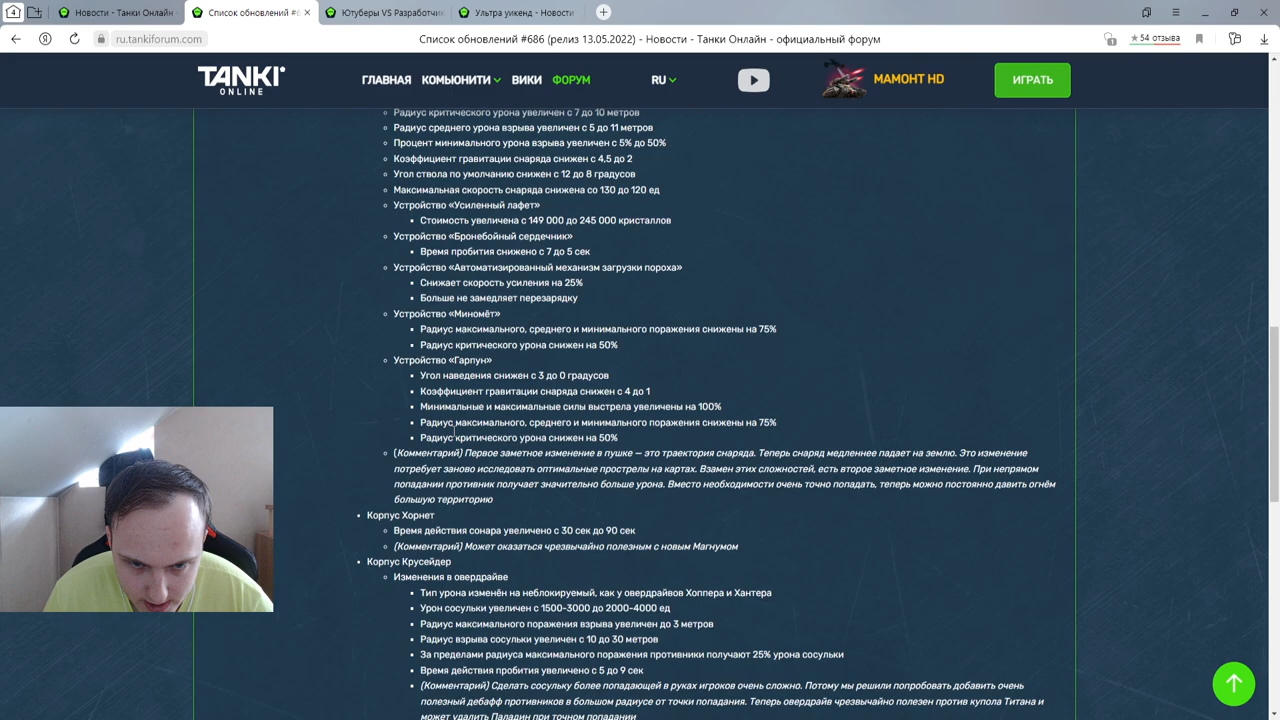 Новости - Танки Онлайн
Список обновлений #6
Ютуберы VS Разработчик
Ультра уикенд - Новости
ru.tankiforum.com
Список обновлений #686 (релиз 13.05.2022) - Новости - Танки Онлайн - официальный форум
54 отзыва
TANKI
ONLINE
ГЛАВНАЯ
КОМЬЮНИТИ
ВИКИ
ФОРУМ
RU
МАМОНТ HD
ИГРАТЬ
Радиус критического урона увеличен с 7 до 10 метров
Радиус среднего урона взрыва увеличен с 5 до 11 метров
Процент минимального урона взрыва увеличен с 5% до 50%
Коэффициент гравитации снаряда снижен с 4,5 до 2
Угол ствола по умолчанию снижен с 12 до 8 градусов
Максимальная скорость снаряда снижена со 130 до 120 ед
Устройство «Усиленный лафет»
Стоимость увеличена с 149 000 до 245 000 кристаллов
Устройство «Бронебойный сердечник»
Время пробития снижено с 7 до 5 сек
Устройство «Автоматизированный механизм загрузки пороха»
Снижает скорость усиления на 25%
Больше не замедляет перезарядку
Устройство «Миномёт»
Радиус максимального, среднего и минимального поражения снижены на 75%
Радиус критического урона снижен на 50%
Устройство «Гарпун»
Угол наведения снижен с 3 до 0 градусов
Коэффициент гравитации снаряда снижен с 4 до 1
Минимальные и максимальные силы выстрела увеличены на 100%
Радиус максимального, среднего и минимального поражения снижены на 75%
Радиус критического урона снижен на 50%
(Комментарий) Первое заметное изменение в пушке — это траектория снаряда. Теперь снаряд медленнее падает на землю. Это изменение
потребует заново исследовать оптимальные прострелы на картах. Взамен этих сложностей, есть второе заметное изменение. При непрямом
попадании противник получает значительно больше урона. Вместо необходимости очень точно попадать, теперь можно постоянно давить огнём
большую территорию
Корпус Хорнет
Время действия сонара увеличено с 30 сек до 90 сек
(Комментарий) Может оказаться чрезвычайно полезным с новым Магнумом
Корпус Крусейдер
Изменения в овердрайве
Тип урона изменён на неблокируемый, как у овердрайвов Хоппера и Хантера
Урон сосульки увеличен с 1500-3000 до 2000-4000 ед
Радиус максимального поражения взрыва увеличен до 3 метров
Радиус взрыва сосульки увеличен с 10 до 30 метров
За пределами радиуса максимального поражения противники получают 25% урона сосульки
Время действия пробития увеличено с 5 до 9 сек
(Комментарий) Сделать сосульку более попадающей в руках игроков очень сложно. Потому мы решили попробовать добавить очень
полезный дебафф противников в большом радиусе от точки попадания. Теперь овердрайв чрезвычайно полезен против купола Титана и
может удалить Паладин при точном попадании